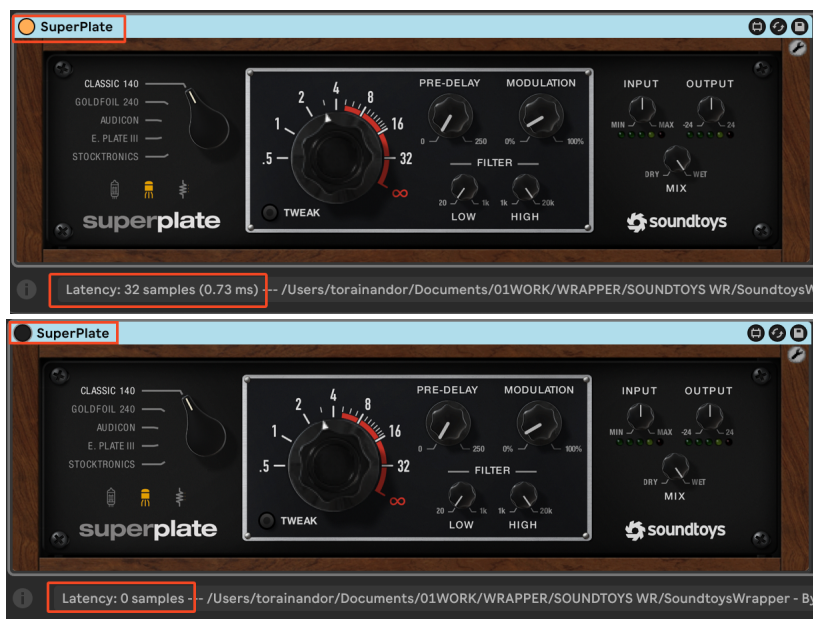 SuperPlate
CLASSIC 140
GOLDFOIL 240
AUDICON
E. PLATE III
STOCKTRONICS
superplate
.5 1 2 4 8 16 32 ∞
TWEAK
PRE-DELAY MODULATION
0 250 0% 100%
FILTER
20 1k 1k 20k
LOW HIGH
INPUT OUTPUT
MIN MAX -24 24
DRY WET
MIX
soundtoys
Latency: 32 samples (0.73 ms) --- /Users/torainandor/Documents/01WORK/WRAPPER/SOUNDTOYS WR/SoundtoysW
SuperPlate
CLASSIC 140
GOLDFOIL 240
AUDICON
E. PLATE III
STOCKTRONICS
superplate
.5 1 2 4 8 16 32 ∞
TWEAK
PRE-DELAY MODULATION
0 250 0% 100%
FILTER
20 1k 1k 20k
LOW HIGH
INPUT OUTPUT
MIN MAX -24 24
DRY WET
MIX
soundtoys
Latency: 0 samples --- /Users/torainandor/Documents/01WORK/WRAPPER/SOUNDTOYS WR/SoundtoysWrapper - By